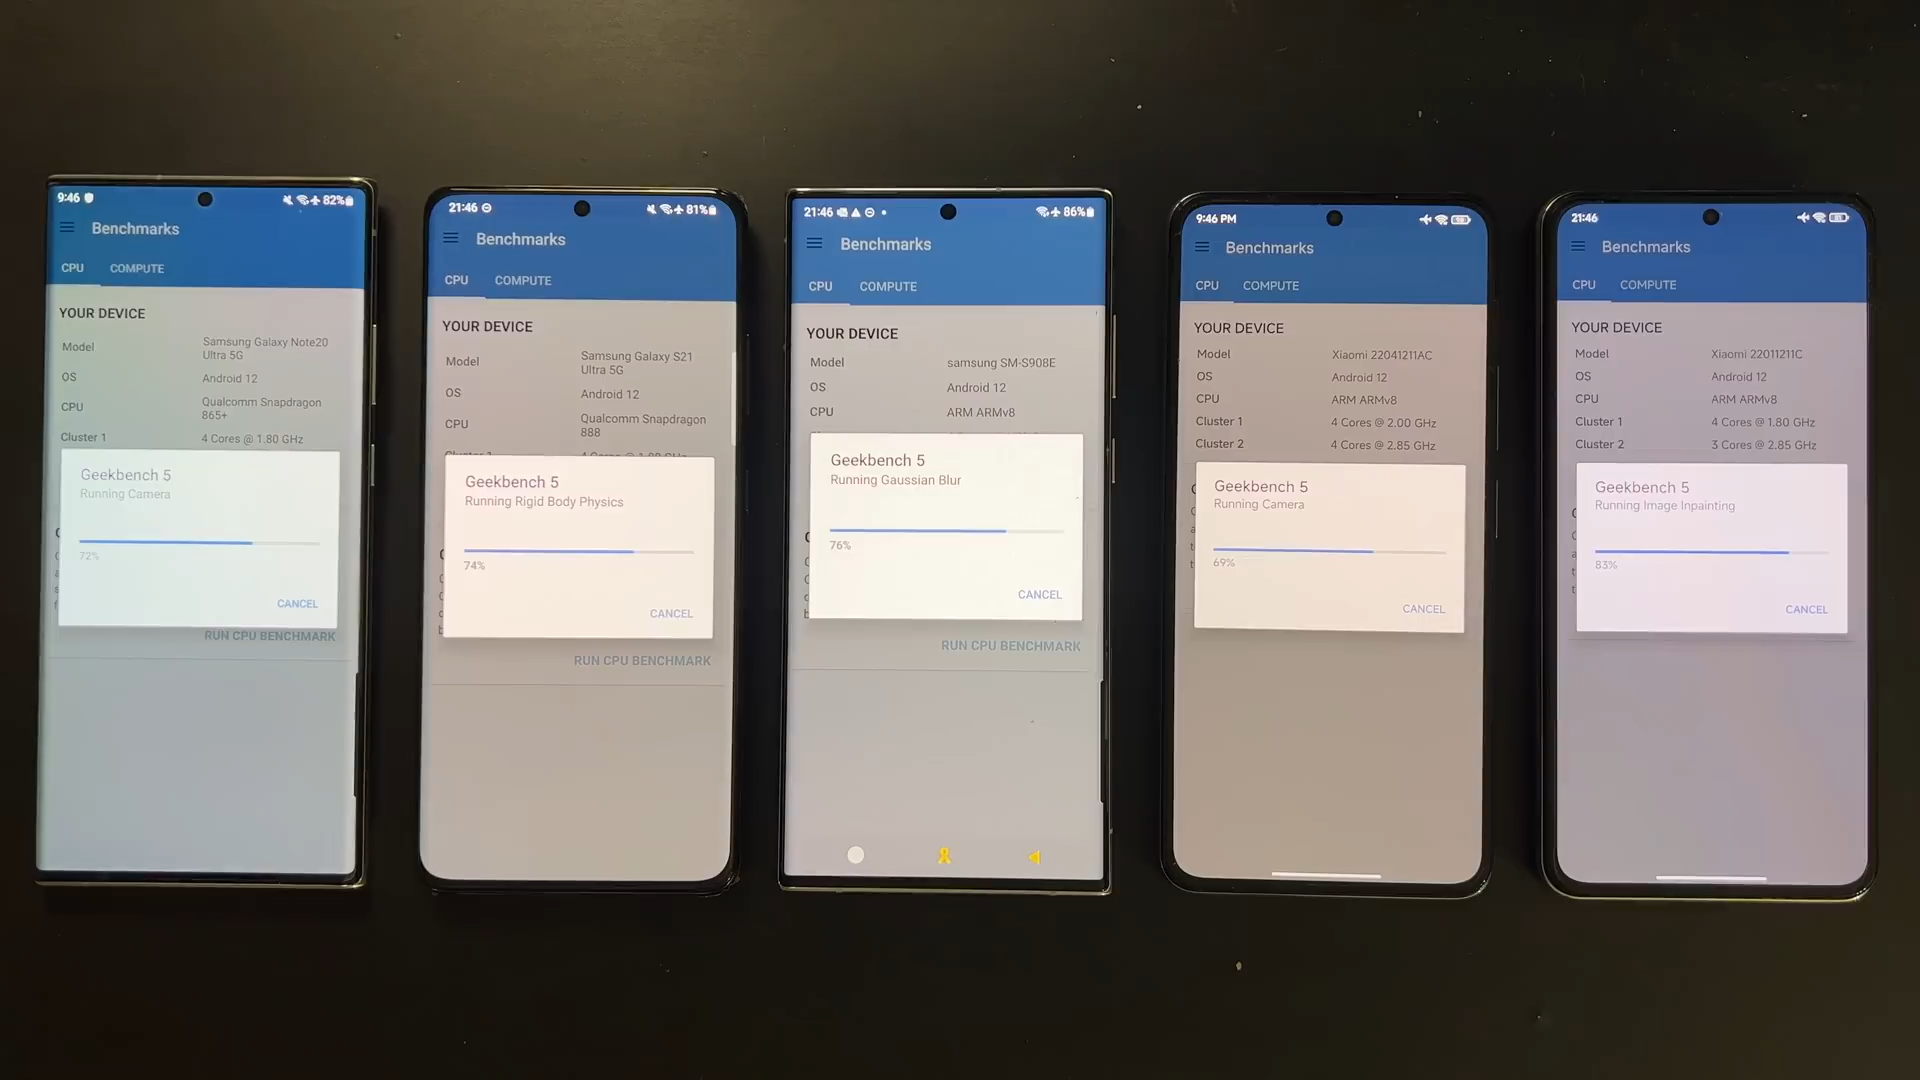 9:46
82%
Benchmarks
CPU COMPUTE
YOUR DEVICE
Model Samsung Galaxy Note20
Ultra 5G
OS Android 12
CPU Qualcomm Snapdragon
865+
Cluster 1 4 Cores @ 1.80 GHz
Geekbench 5
Running Camera
72%
CANCEL
RUN CPU BENCHMARK
21:46
81%
Benchmarks
CPU COMPUTE
YOUR DEVICE
Model Samsung Galaxy S21
Ultra 5G
OS Android 12
CPU Qualcomm Snapdragon
888
Geekbench 5
Running Rigid Body Physics
74%
CANCEL
RUN CPU BENCHMARK
21:46
86%
Benchmarks
CPU COMPUTE
YOUR DEVICE
Model samsung SM-S908E
OS Android 12
CPU ARM ARMv8
Geekbench 5
Running Gaussian Blur
76%
CANCEL
RUN CPU BENCHMARK
9:46 PM
Benchmarks
CPU COMPUTE
YOUR DEVICE
Model Xiaomi 22041211AC
OS Android 12
CPU ARM ARMv8
Cluster 1 4 Cores @ 2.00 GHz
Cluster 2 4 Cores @ 2.85 GHz
Geekbench 5
Running Camera
69%
CANCEL
21:46
Benchmarks
CPU COMPUTE
YOUR DEVICE
Model Xiaomi 22011211C
OS Android 12
CPU ARM ARMv8
Cluster 1 4 Cores @ 1.80 GHz
Cluster 2 3 Cores @ 2.85 GHz
Geekbench 5
Running Image Inpainting
83%
CANCEL